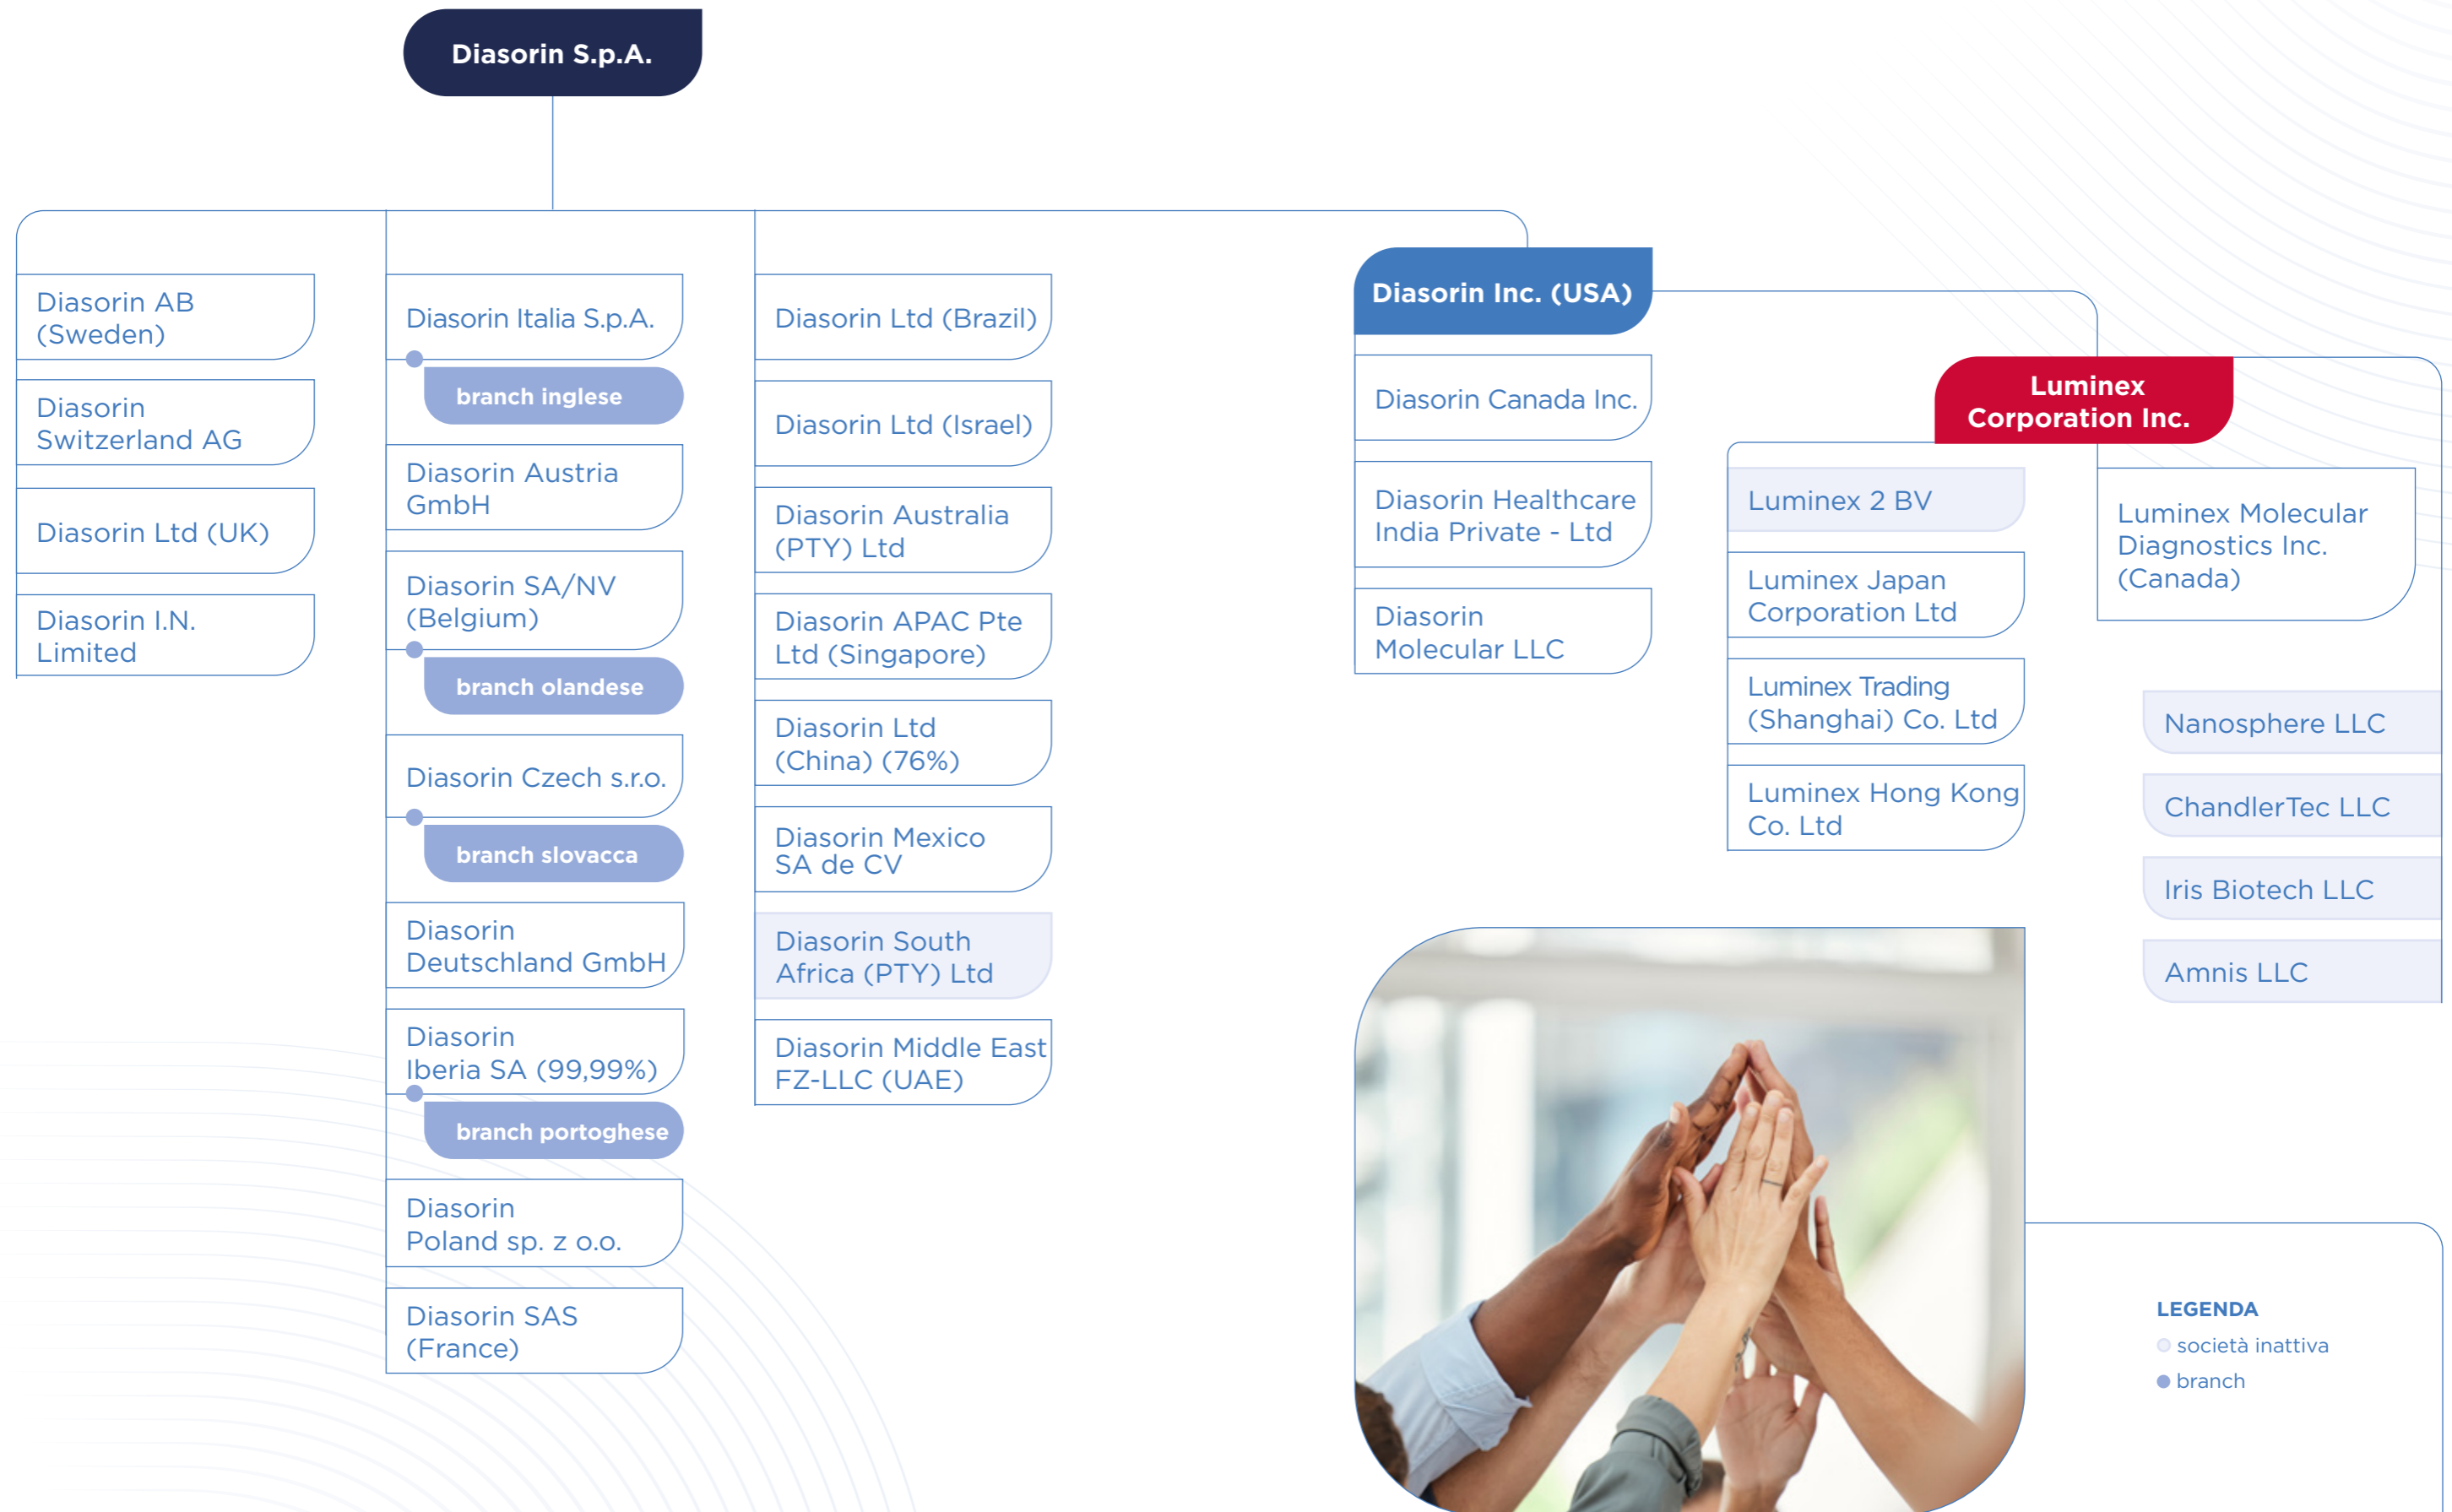 Diasorin S.p.A.
Diasorin AB
(Sweden)
Diasorin
Switzerland AG
Diasorin Ltd (UK)
Diasorin I.N.
Limited
Diasorin Italia S.p.A.
branch inglese
Diasorin Austria
GmbH
Diasorin SA/NV
(Belgium)
branch olandese
Diasorin Czech s.r.o.
branch slovacca
Diasorin
Deutschland GmbH
Diasorin
Iberia SA (99,99%)
branch portoghese
Diasorin
Poland sp. z o.o.
Diasorin SAS
(France)
Diasorin Ltd (Brazil)
Diasorin Ltd (Israel)
Diasorin Australia
(PTY) Ltd
Diasorin APAC Pte
Ltd (Singapore)
Diasorin Ltd
(China) (76%)
Diasorin Mexico
SA de CV
Diasorin South
Africa (PTY) Ltd
Diasorin Middle East
FZ-LLC (UAE)
Diasorin Inc. (USA)
Diasorin Canada Inc.
Diasorin Healthcare
India Private - Ltd
Diasorin
Molecular LLC
Luminex
Corporation Inc.
Luminex 2 BV
Luminex Japan
Corporation Ltd
Luminex Trading
(Shanghai) Co. Ltd
Luminex Hong Kong
Co. Ltd
Luminex Molecular
Diagnostics Inc.
(Canada)
Nanosphere LLC
ChandlerTec LLC
Iris Biotech LLC
Amnis LLC
LEGENDA
società inattiva
branch